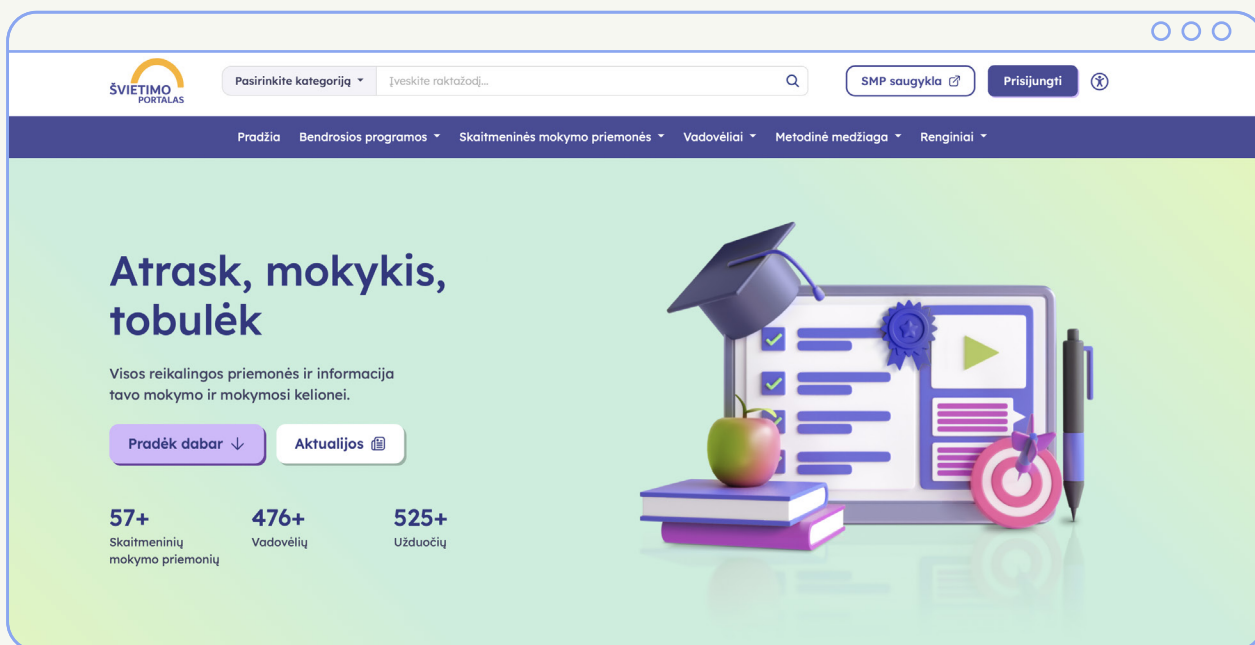 ŠVIETIMO
PORTALAS
Pasirinkite kategoriją
Įveskite raktažodį...
SMP saugykla
Prisijungti
Pradžia Bendrosios programos Skaitmeninės mokymo priemonės Vadovėliai Metodinė medžiaga Renginiai
Atrask, mokykis,
tobulėk
Visos reikalingos priemonės ir informacija
tavo mokymo ir mokymosi kelionei.
Pradėk dabar
Aktualijos
57+
Skaitmeninių
mokymo priemonių
476+
Vadovėlių
525+
Užduočių